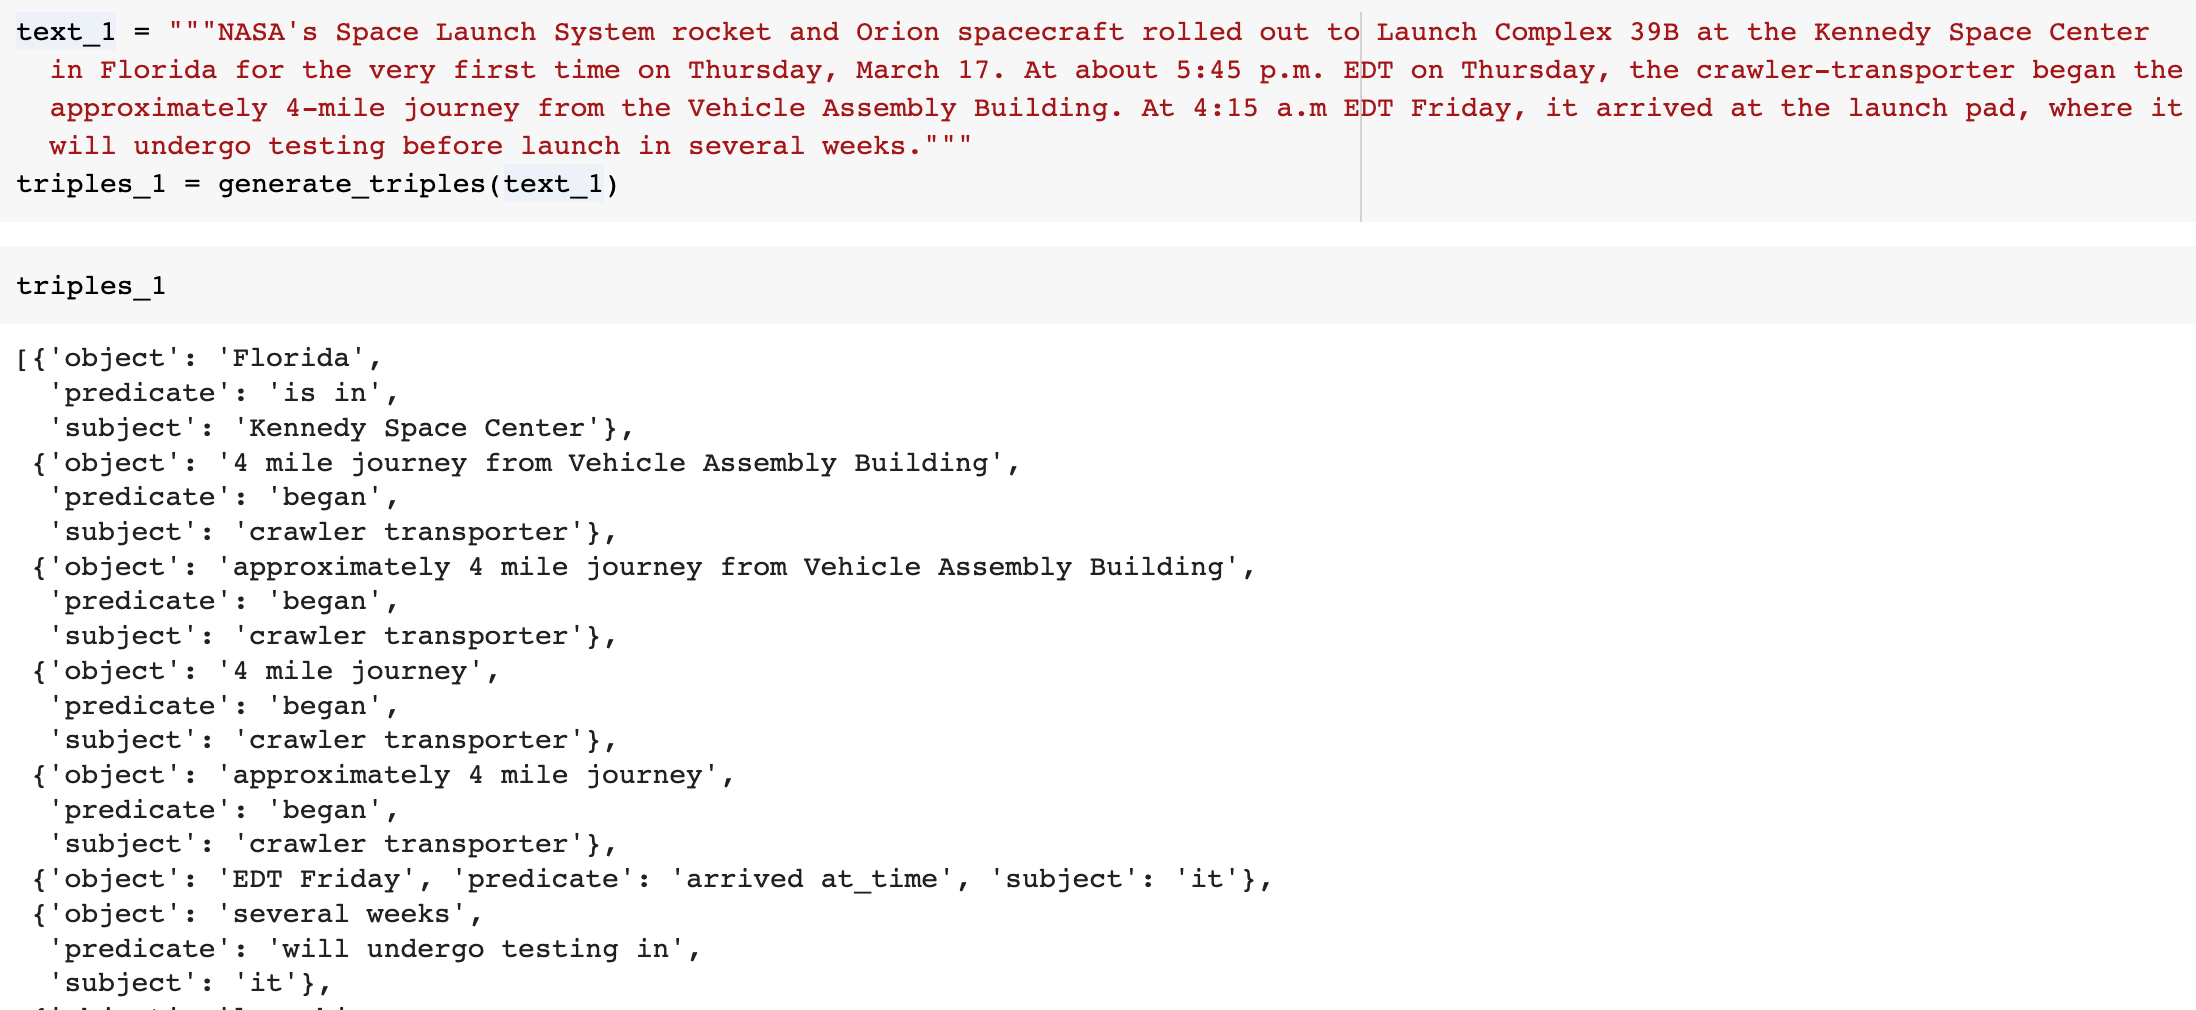 text_1 = """NASA's Space Launch System rocket and Orion spacecraft rolled out to Launch Complex 39B at the Kennedy Space Center
in Florida for the very first time on Thursday, March 17. At about 5:45 p.m. EDT on Thursday, the crawler-transporter began the
approximately 4-mile journey from the Vehicle Assembly Building. At 4:15 a.m EDT Friday, it arrived at the launch pad, where it
will undergo testing before launch in several weeks."""
triples_1 = generate_triples(text_1)
triples_1
[{'object': 'Florida',
'predicate': 'is in',
'subject': 'Kennedy Space Center'},
{'object': '4 mile journey from Vehicle Assembly Building',
'predicate': 'began',
'subject': 'crawler transporter'},
{'object': 'approximately 4 mile journey from Vehicle Assembly Building',
'predicate': 'began',
'subject': 'crawler transporter'},
{'object': '4 mile journey',
'predicate': 'began',
'subject': 'crawler transporter'},
{'object': 'approximately 4 mile journey',
'predicate': 'began',
'subject': 'crawler transporter'},
{'object': 'EDT Friday', 'predicate': 'arrived at_time', 'subject': 'it'},
{'object': 'several weeks',
'predicate': 'will undergo testing in',
'subject': 'it'},